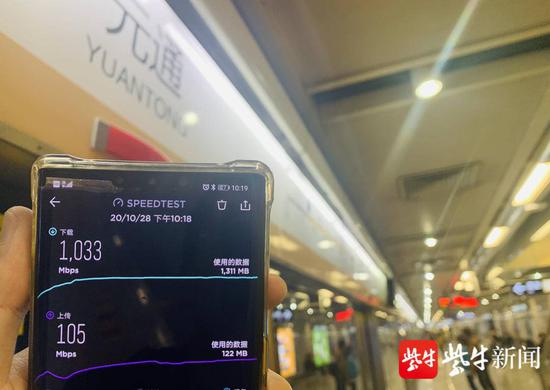 元通
YUANTONG
10:19
SPEEDTEST
20/10/28 下午10:18
下载
1,033
Mbps
使用的数据
1,311 MB
上传
105
Mbps
使用的数据
122 MB
紫牛 紫牛新闻